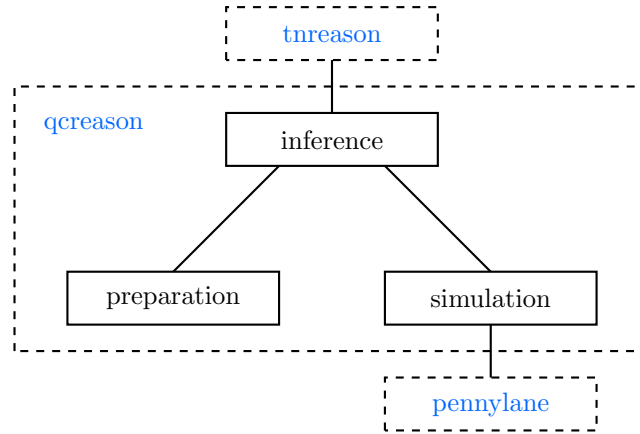 tnreason
qcreason
inference
preparation
simulation
pennylane